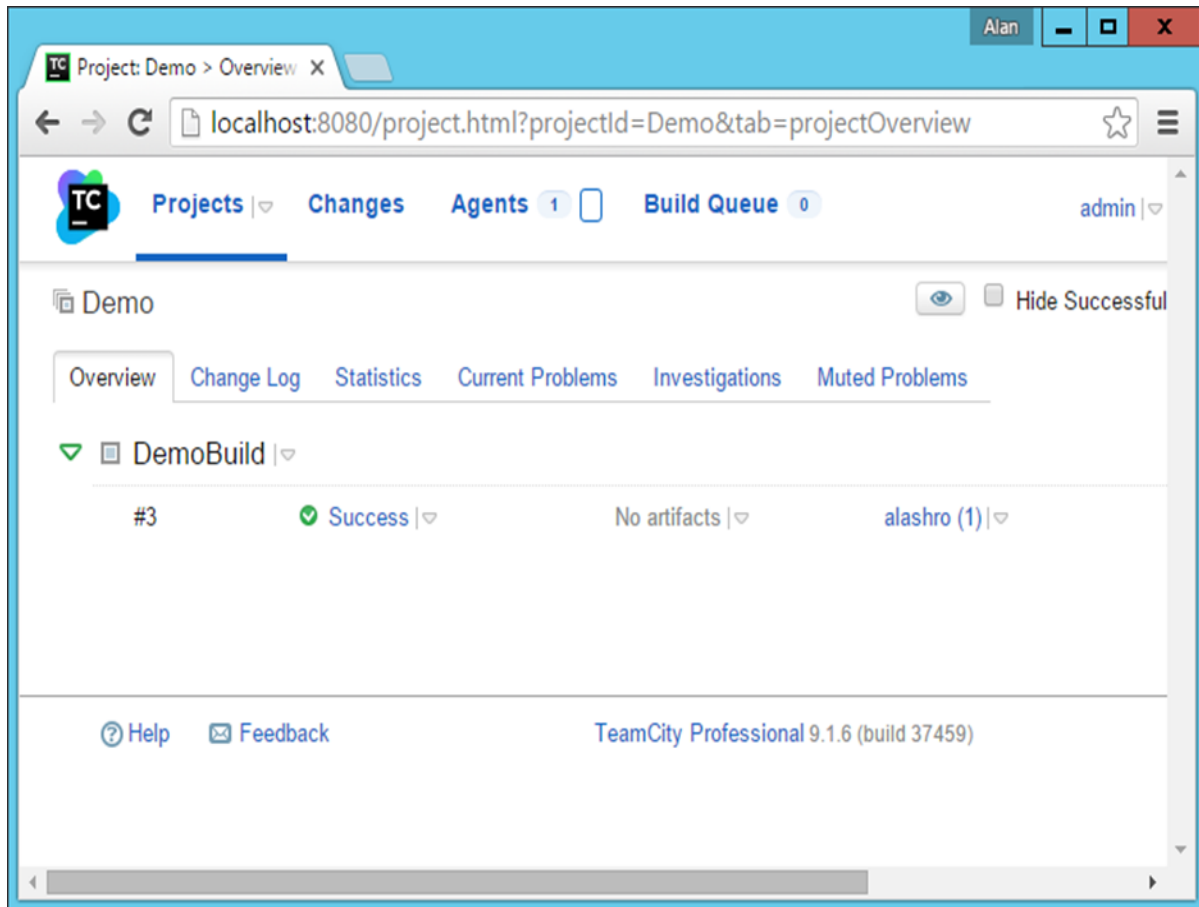 Alan
TC Project: Demo > Overview
localhost:8080/project.html?projectId=Demo&tab=projectOverview
TC Projects Changes Agents 1 Build Queue 0 admin
Demo Hide Successful
Overview Change Log Statistics Current Problems Investigations Muted Problems
DemoBuild
#3 Success No artifacts alashro (1)
Help Feedback TeamCity Professional 9.1.6 (build 37459)